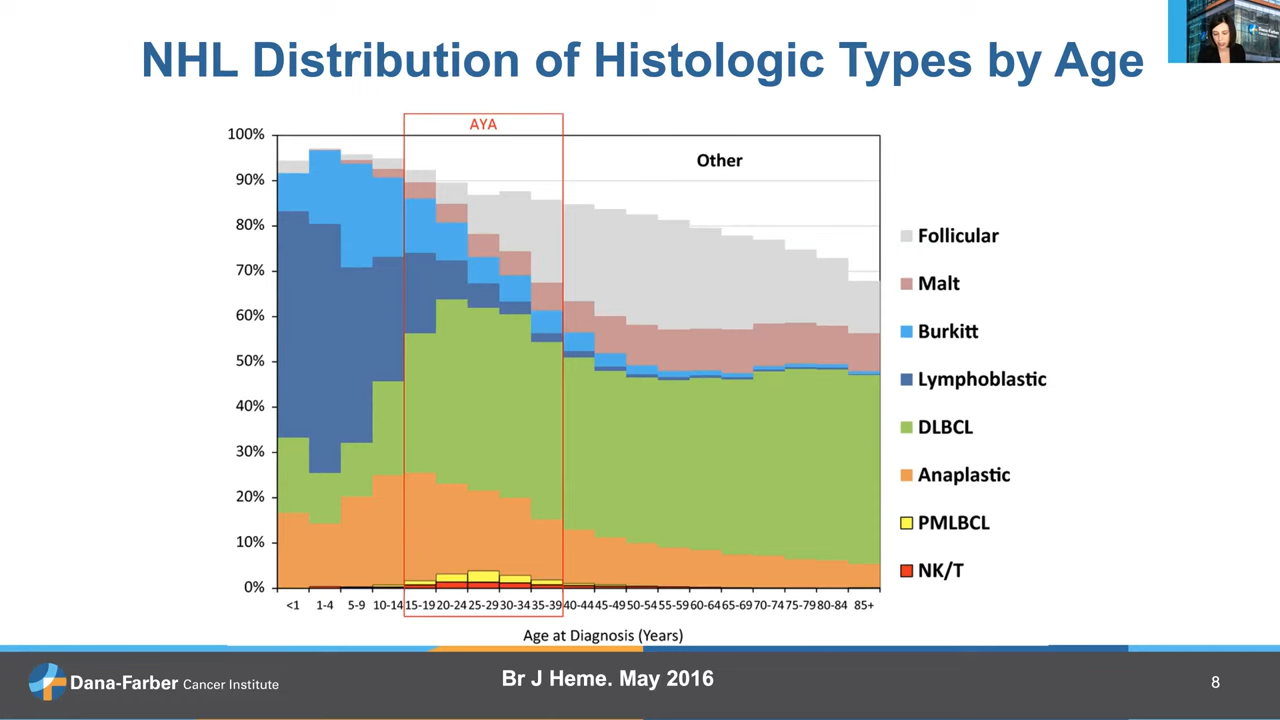 NHL Distribution of Histologic Types by Age
AYA
Other
100%
90%
80%
70%
60%
50%
40%
30%
20%
10%
0%
<1 1-4 5-9 10-14 15-19 20-24 25-29 30-34 35-39 40-44 45-49 50-54 55-59 60-64 65-69 70-74 75-79 80-84 85+
Age at Diagnosis (Years)
Follicular
Malt
Burkitt
Lymphoblastic
DLBCL
Anaplastic
PMLBCL
NK/T
Dana-Farber Cancer Institute
Br J Heme. May 2016
8